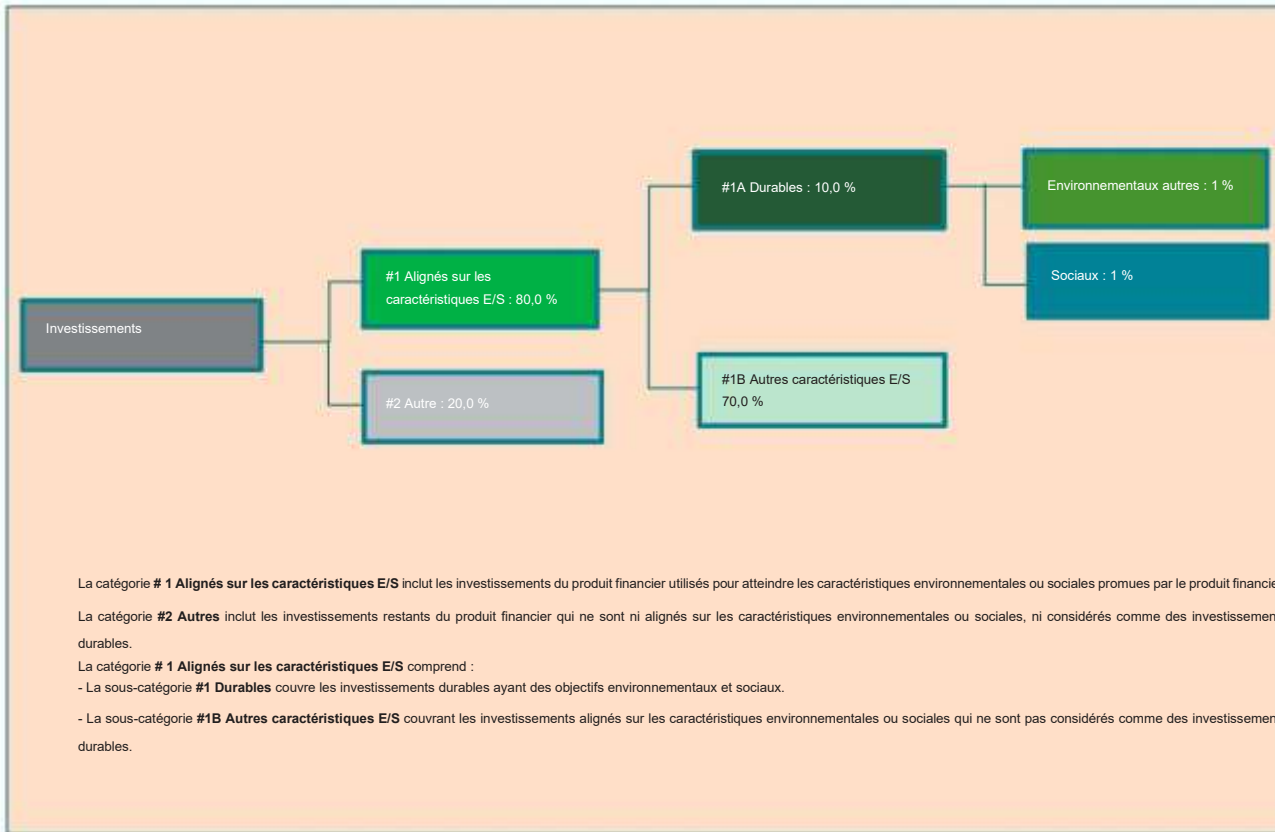 #1A Durables : 10,0 %
Environnementaux autres : 1 %
#1 Alignés sur les
caractéristiques E/S : 80,0 %
Sociaux : 1 %
Investissements
#1B Autres caractéristiques E/S
70,0 %
#2 Autre : 20,0 %
La catégorie # 1 Alignés sur les caractéristiques E/S inclut les investissements du produit financier utilisés pour atteindre les caractéristiques environnementales ou sociales promues par le produit financie
La catégorie #2 Autres inclut les investissements restants du produit financier qui ne sont ni alignés sur les caractéristiques environnementales ou sociales, ni considérés comme des investissemen
durables.
La catégorie # 1 Alignés sur les caractéristiques E/S comprend :
- La sous-catégorie #1 Durables couvre les investissements durables ayant des objectifs environnementaux et sociaux.
- La sous-catégorie #1B Autres caractéristiques E/S couvrant les investissements alignés sur les caractéristiques environnementales ou sociales qui ne sont pas considérés comme des investissemen
durables.